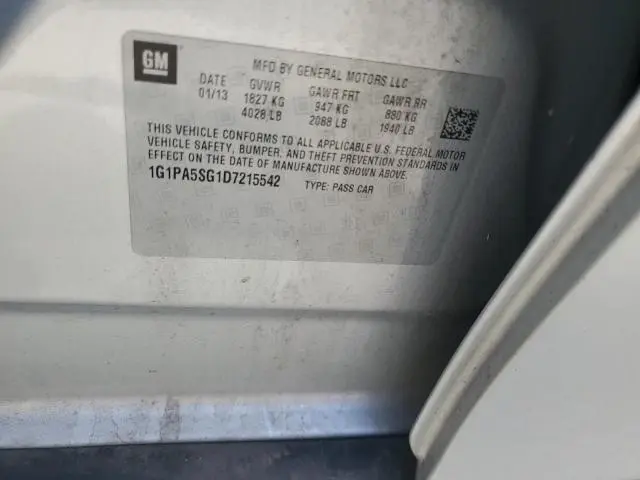 GM
MFD BY GENERAL MOTORS LLC
DATE GVWR GAWR FRT GAWR RR
01/13 1827 KG 947 KG 880 KG
4028 LB 2088 LB 1940 LB
THIS VEHICLE CONFORMS TO ALL APPLICABLE U.S. FEDERAL MOTOR
VEHICLE SAFETY, BUMPER, AND THEFT PREVENTION STANDARDS IN
EFFECT ON THE DATE OF MANUFACTURE SHOWN ABOVE.
1G1PA5SG1D7215542 TYPE: PASS CAR